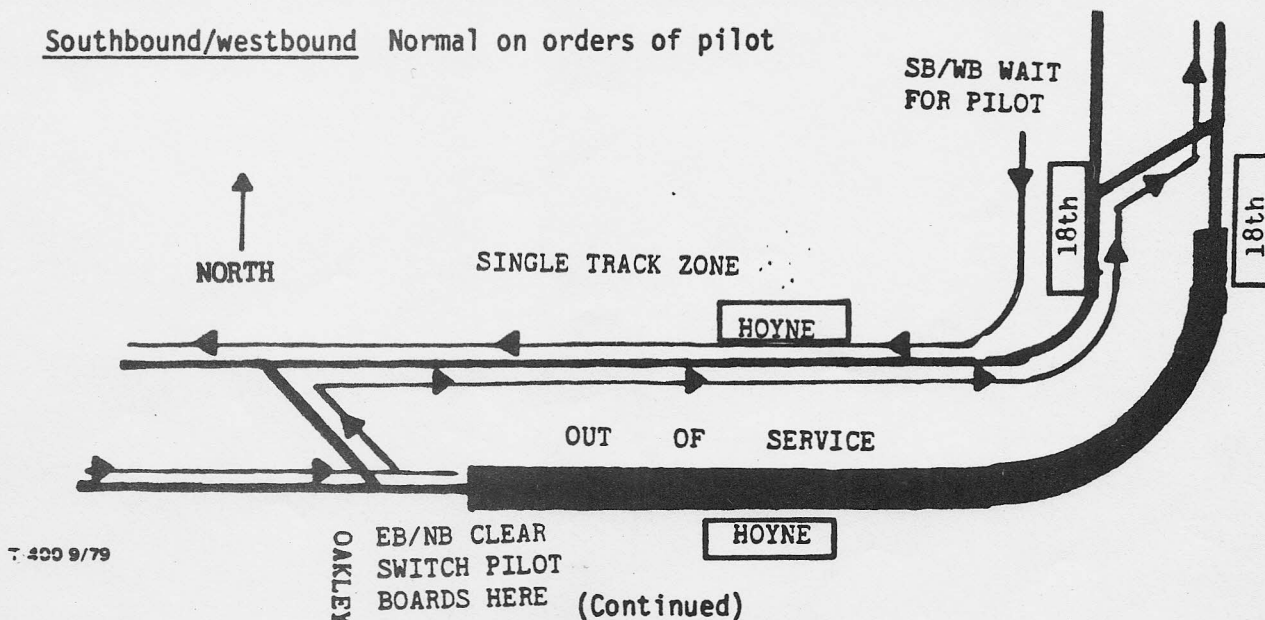 Southbound/westbound Normal on orders of pilot
SB/WB WAIT
FOR PILOT
18th
18th
NORTH
SINGLE TRACK ZONE
HOYNE
OUT OF SERVICE
HOYNE
OAKLEY
EB/NB CLEAR
SWITCH PILOT
BOARDS HERE
(Continued)
T 400 9/79